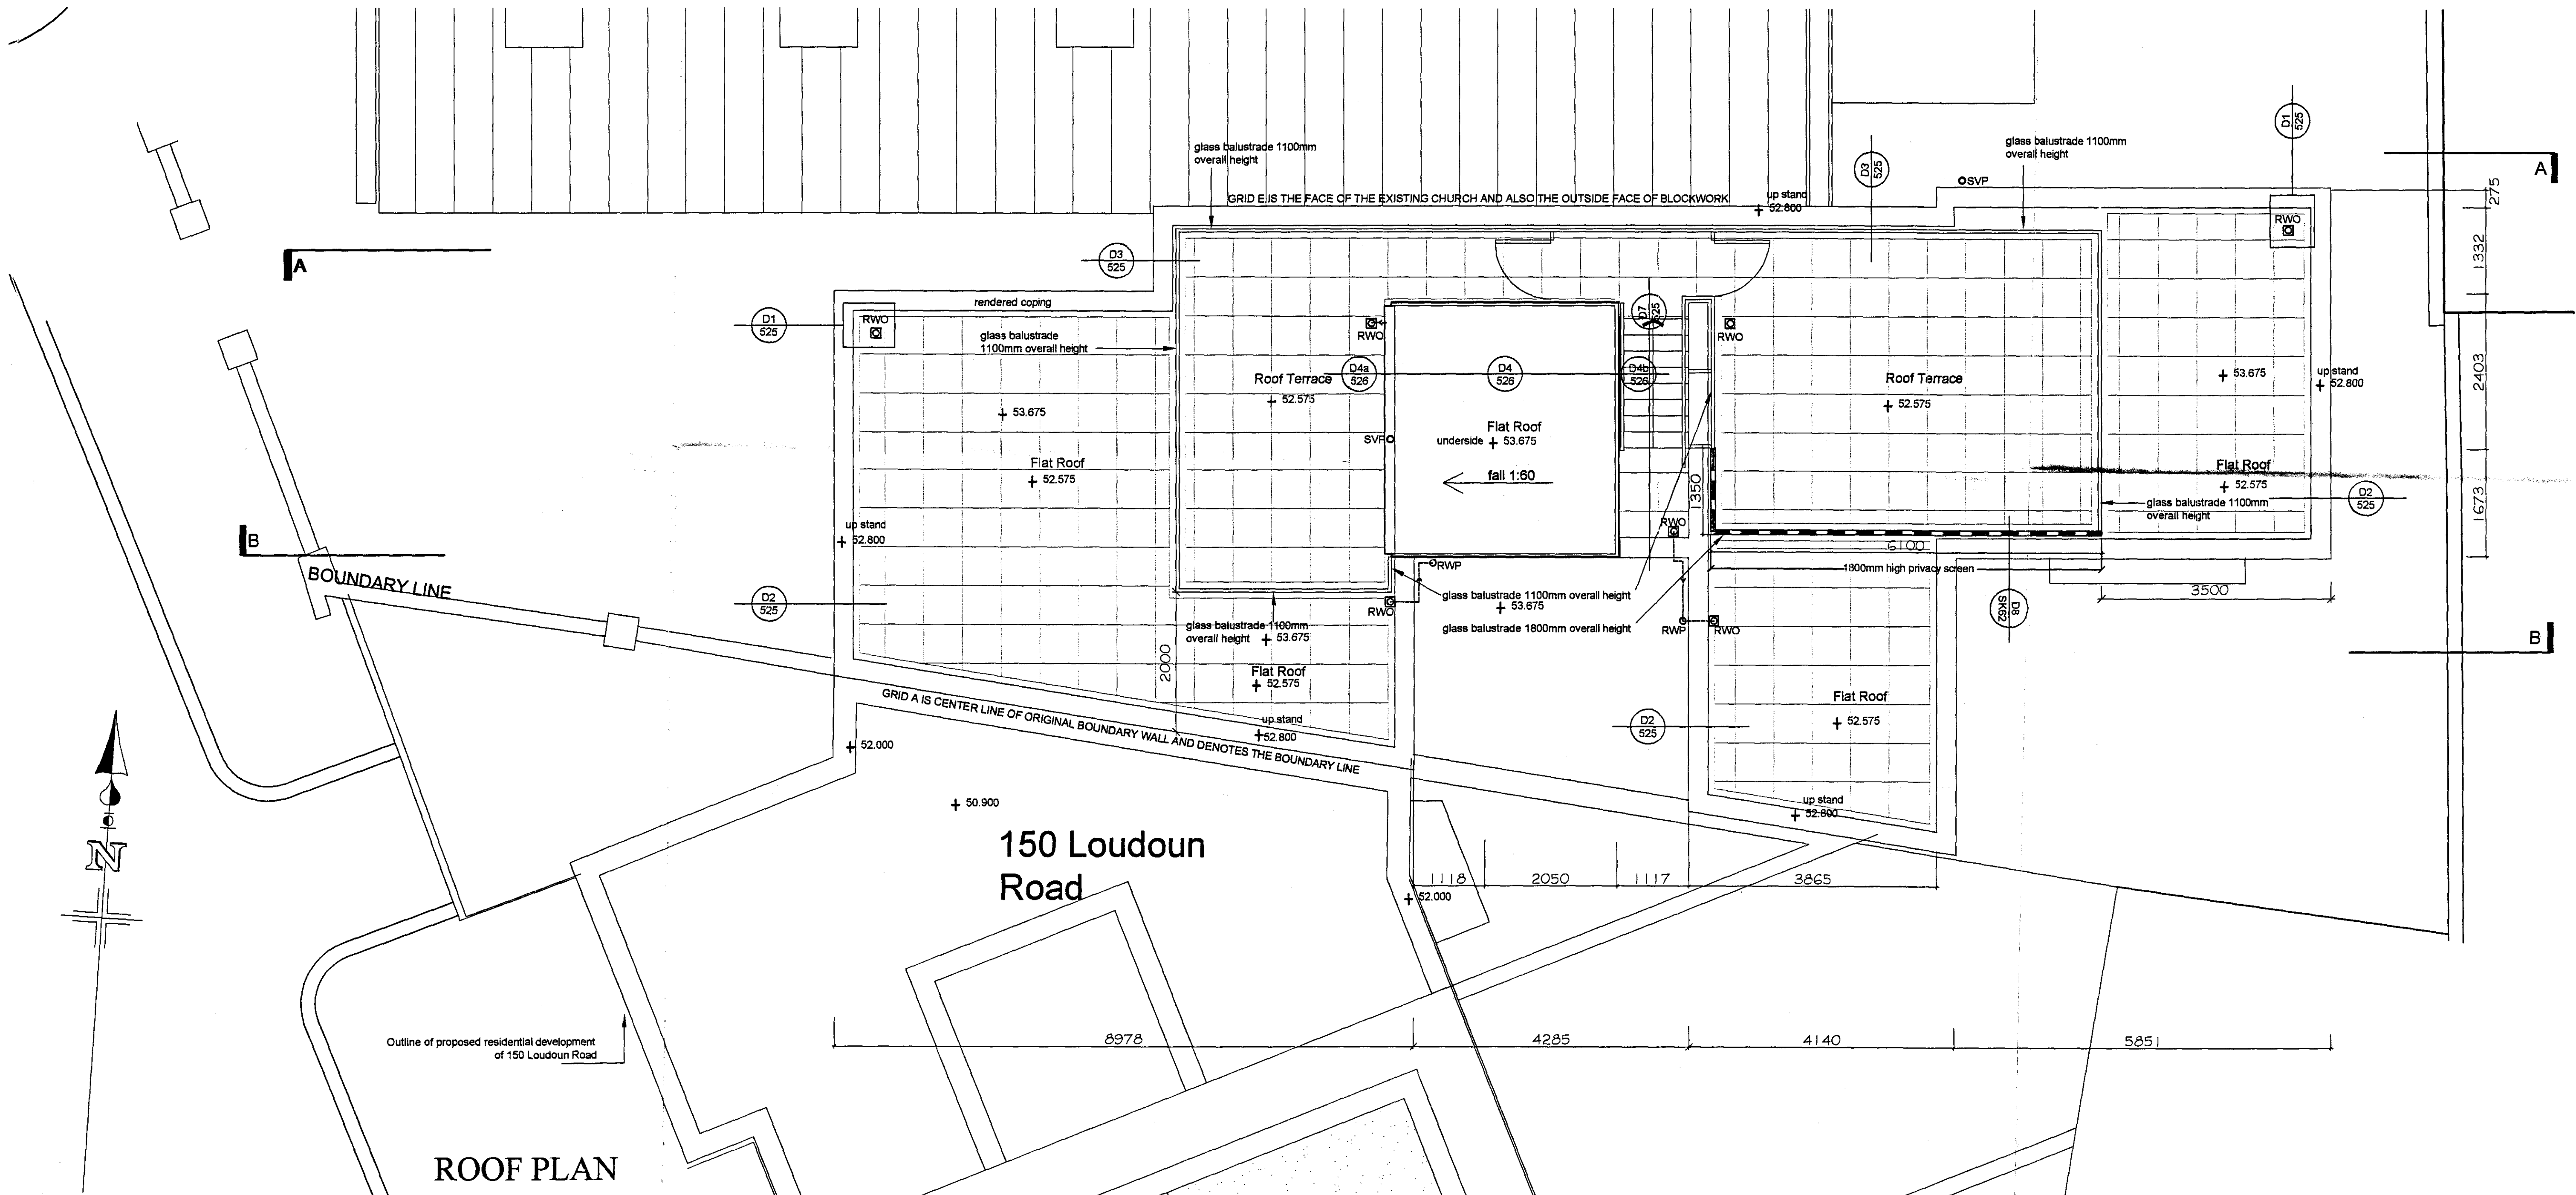 glass balustrade 1100mm
overall height
glass balustrade 1100mm
overall height
D1
525
A
D3
525
SVP
275
GRID E IS THE FACE OF THE EXISTING CHURCH AND ALSO THE OUTSIDE FACE OF BLOCKWORK
up stand
52.800
RWO
A
D3
525
1332
rendered coping
D1
525
RWO
glass balustrade
1100mm overall height
RWO
D7
525
RWO
Roof Terrace
52.575
D4a
526
D4
526
D4b
526
Roof Terrace
52.575
53.675
up stand
52.800
2403
53.675
Flat Roof
52.575
SVP
Flat Roof
underside
53.675
fall 1:60
1350
Flat Roof
52.575
glass balustrade 1100mm
overall height
D2
525
1673
up stand
52.800
RWO
B
6100
1800mm high privacy screen
3500
BOUNDARY LINE
RWP
D2
525
RWO
glass balustrade 1100mm overall height
53.675
glass balustrade 1800mm overall height
D8
SK62
glass balustrade 1100mm
overall height
53.675
RWP
RWO
B
2000
Flat Roof
52.575
Flat Roof
52.575
D2
525
GRID A IS CENTER LINE OF ORIGINAL BOUNDARY WALL AND DENOTES THE BOUNDARY LINE
up stand
52.800
52.000
50.900
up stand
52.800
150 Loudoun
Road
N
1118
2050
1117
3865
52.000
Outline of proposed residential development
of 150 Loudoun Road
8978
4285
4140
5851
ROOF PLAN